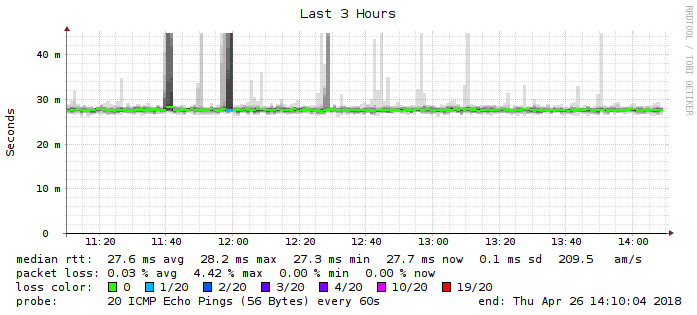 Last 3 Hours
RRDTOOL / TOBI OETIKER
Seconds
40 m
30 m
20 m
10 m
0
11:20 11:40 12:00 12:20 12:40 13:00 13:20 13:40 14:00
median rtt: 27.6 ms avg 28.2 ms max 27.3 ms min 27.7 ms now 0.1 ms sd 209.5 am/s
packet loss: 0.03 % avg 4.42 % max 0.00 % min 0.00 % now
loss color: 0 1/20 2/20 3/20 4/20 10/20 19/20
probe: 20 ICMP Echo Pings (56 Bytes) every 60s end: Thu Apr 26 14:10:04 2018